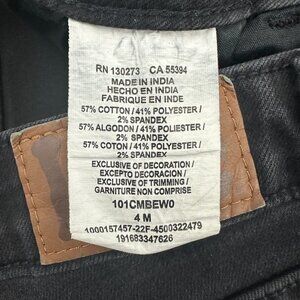 RN 130273 CA 55394
MADE IN INDIA
HECHO EN INDIA
FABRIQUE EN INDE
57% COTTON / 41% POLYESTER /
2% SPANDEX
57% ALGODON / 41% POLIESTER /
2% SPANDEX
57% COTON / 41% POLYESTER /
2% SPANDEX
EXCLUSIVE OF DECORATION /
EXCEPTO DECORACION /
EXCLUSIVE OF TRIMMING /
GARNITURE NON COMPRISE
101CMBEW0
4 M
1000157457-22F-4500322479
191683347626